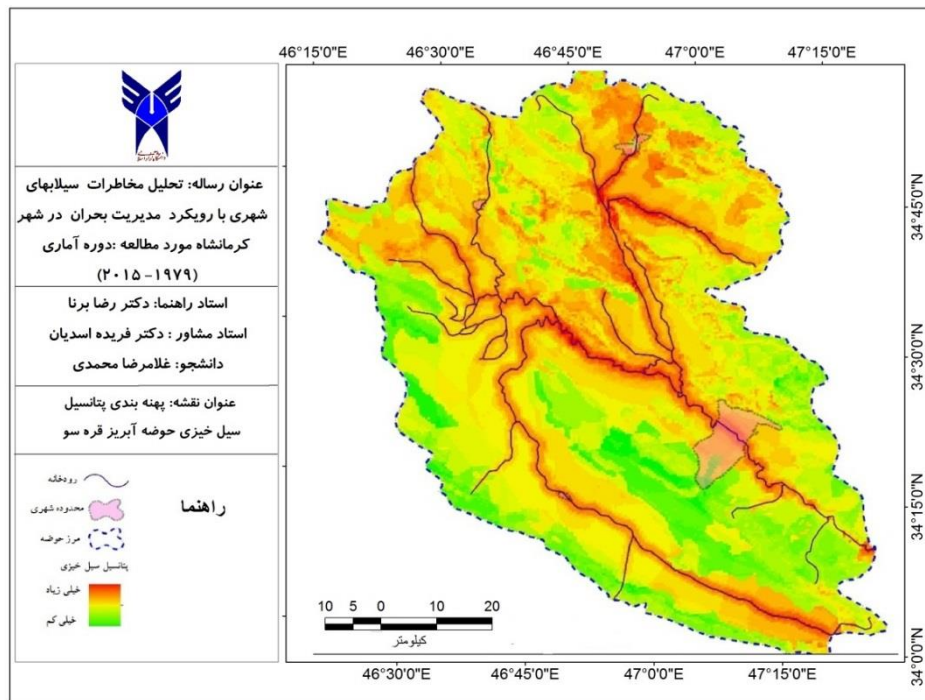 46°15'0"E 46°30'0"E 46°45'0"E 47°0'0"E 47°15'0"E
عنوان رساله: تحلیل مخاطرات سیلابهای
شهری با رویکرد مدیریت بحران در شهر
کرمانشاه مورد مطالعه :دوره آماری
(۱۹۷۹-۲۰۱۵)
استاد راهنما: دکتر رضا برنا
استاد مشاور : دکتر فریده اسدیان
دانشجو: غلامرضا محمدی
عنوان نقشه: پهنه بندی پتانسیل
سیل خیزی حوضه آبریز قره سو
راهنما
رودخانه
محدوده شهری
مرز حوضه
پتانسیل سیل خیزی
خیلی زیاد
خیلی کم
34°45'0"N
34°30'0"N
34°15'0"N
34°0'0"N
10 5 0 10 20
کیلومتر
46°30'0"E 46°45'0"E 47°0'0"E 47°15'0"E